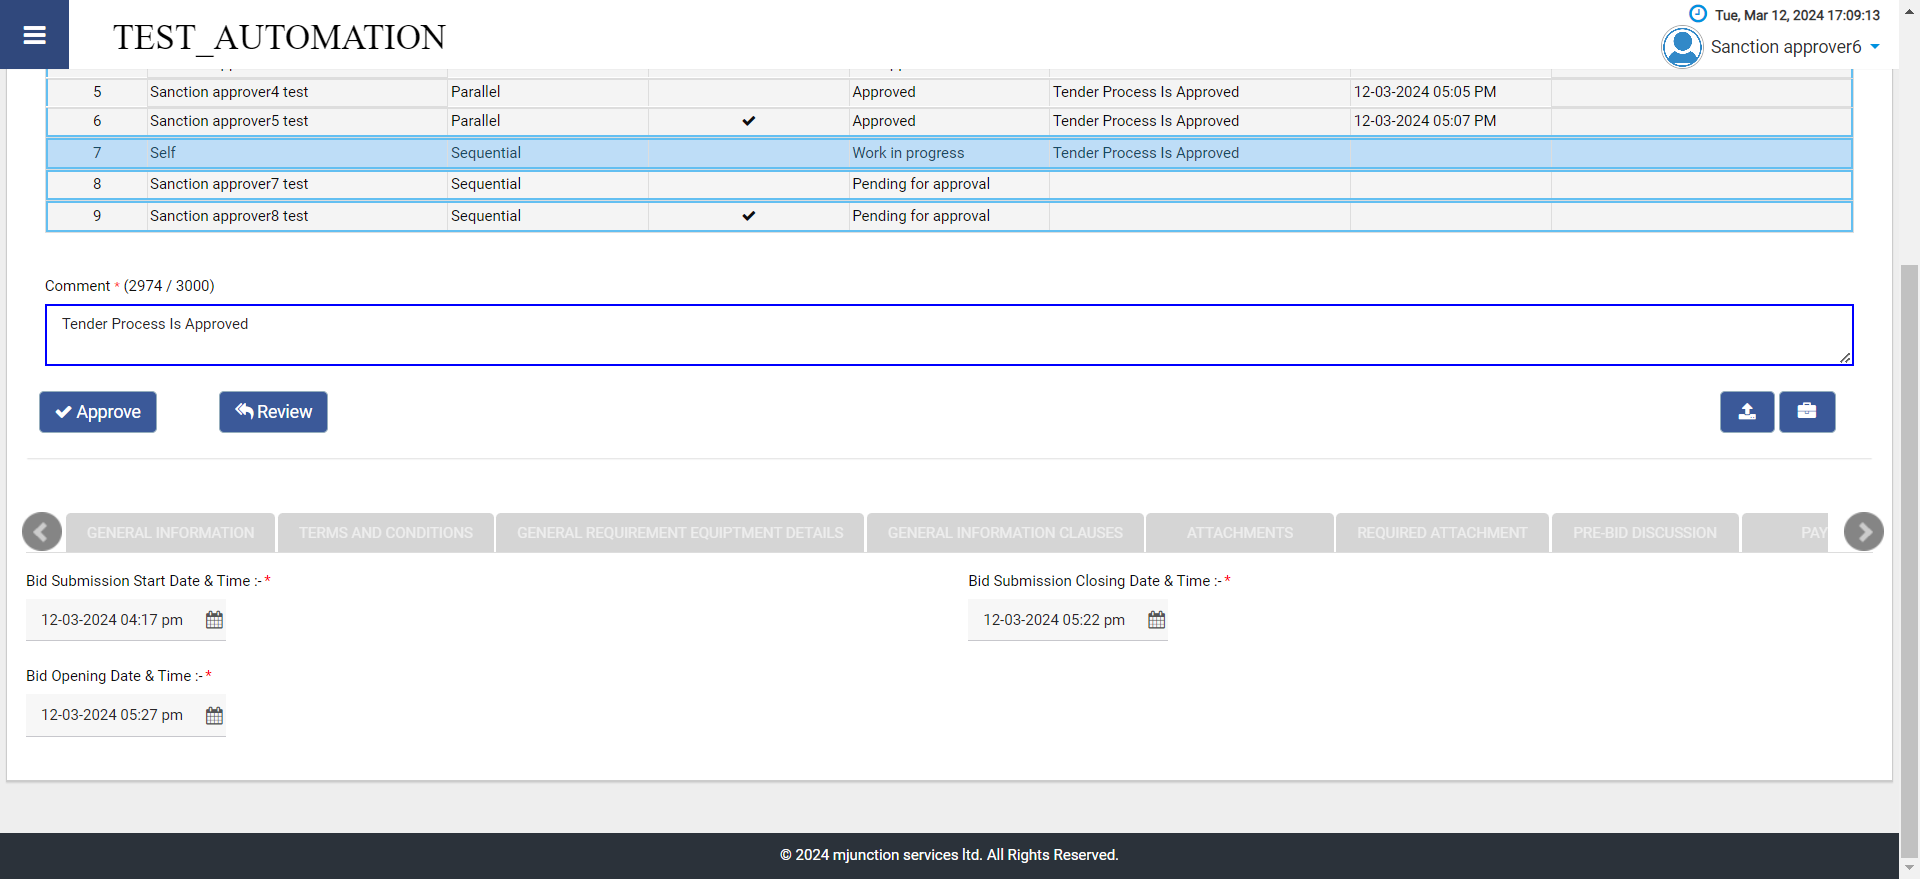 TEST_AUTOMATION
Tue, Mar 12, 2024 17:09:13
Sanction approver6
5 Sanction approver4 test Parallel Approved Tender Process Is Approved 12-03-2024 05:05 PM
6 Sanction approver5 test Parallel Approved Tender Process Is Approved 12-03-2024 05:07 PM
7 Self Sequential Work in progress Tender Process Is Approved
8 Sanction approver7 test Sequential Pending for approval
9 Sanction approver8 test Sequential Pending for approval
Comment * (2974 / 3000)
Tender Process Is Approved
Approve Review
GENERAL INFORMATION TERMS AND CONDITIONS GENERAL REQUIREMENT EQUIPTMENT DETAILS GENERAL INFORMATION CLAUSES ATTACHMENTS REQUIRED ATTACHMENT PRE-BID DISCUSSION PAY
Bid Submission Start Date & Time :- * Bid Submission Closing Date & Time :- *
12-03-2024 04:17 pm 12-03-2024 05:22 pm
Bid Opening Date & Time :- *
12-03-2024 05:27 pm
© 2024 mjunction services ltd. All Rights Reserved.